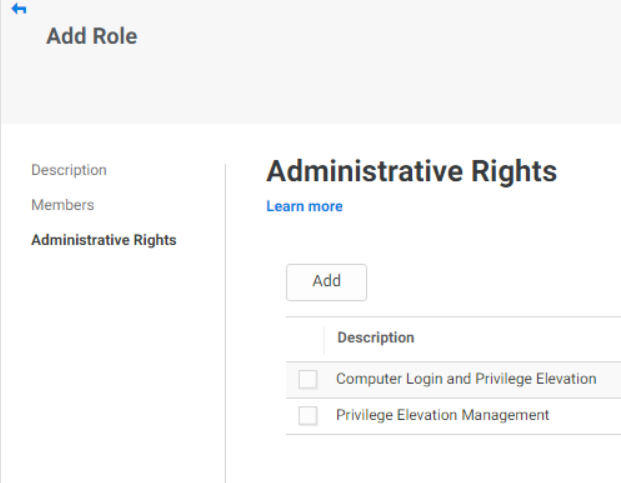 Add Role
Description
Members
Administrative Rights
Administrative Rights
Learn more
Add
Description
Computer Login and Privilege Elevation
Privilege Elevation Management